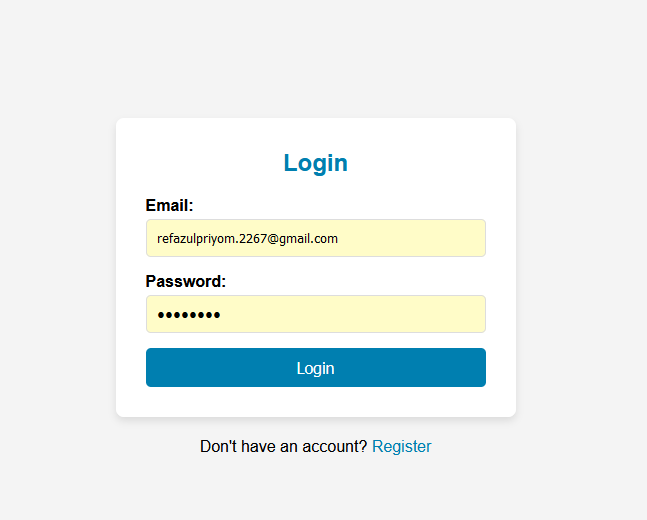 Login
Email:
refazulpriyom.2267@gmail.com
Password:
••••••••
Login
Don't have an account? Register